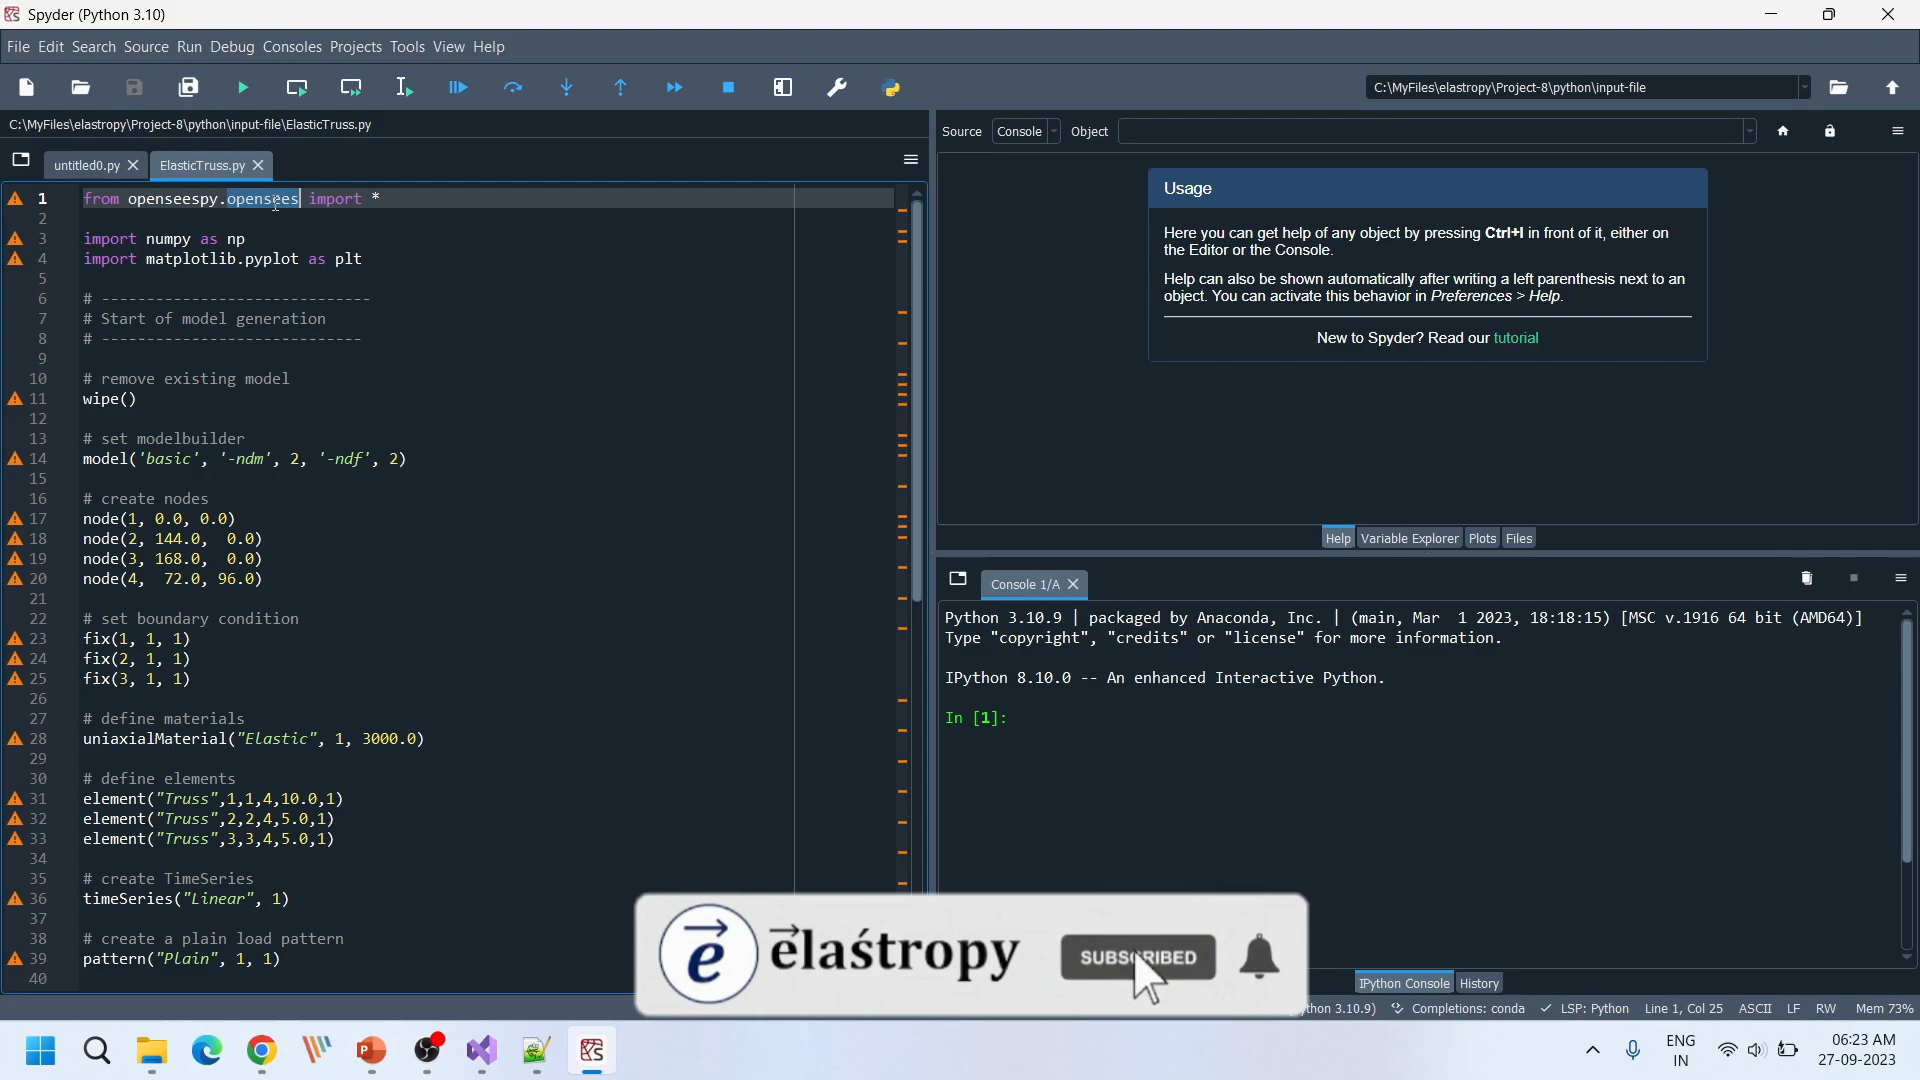 Spyder (Python 3.10)
File Edit Search Source Run Debug Consoles Projects Tools View Help
C:\MyFiles\elastropy\Project-8\python\input-file
C:\MyFiles\elastropy\Project-8\python\input-file\ElasticTruss.py
Source Console Object
untitled0.py ElasticTruss.py
1 from openseespy.opensees import *
2
3 import numpy as np
4 import matplotlib.pyplot as plt
5
6 # ------------------------------
7 # Start of model generation
8 # -----------------------------
9
10 # remove existing model
11 wipe()
12
13 # set modelbuilder
14 model('basic', '-ndm', 2, '-ndf', 2)
15
16 # create nodes
17 node(1, 0.0, 0.0)
18 node(2, 144.0, 0.0)
19 node(3, 168.0, 0.0)
20 node(4, 72.0, 96.0)
21
22 # set boundary condition
23 fix(1, 1, 1)
24 fix(2, 1, 1)
25 fix(3, 1, 1)
26
27 # define materials
28 uniaxialMaterial("Elastic", 1, 3000.0)
29
30 # define elements
31 element("Truss",1,1,4,10.0,1)
32 element("Truss",2,2,4,5.0,1)
33 element("Truss",3,3,4,5.0,1)
34
35 # create TimeSeries
36 timeSeries("Linear", 1)
37
38 # create a plain load pattern
39 pattern("Plain", 1, 1)
40
Usage
Here you can get help of any object by pressing Ctrl+I in front of it, either on
the Editor or the Console.
Help can also be shown automatically after writing a left parenthesis next to an
object. You can activate this behavior in Preferences > Help.
New to Spyder? Read our tutorial
Help Variable Explorer Plots Files
Console 1/A
Python 3.10.9 | packaged by Anaconda, Inc. | (main, Mar 1 2023, 18:18:15) [MSC v.1916 64 bit (AMD64)]
Type "copyright", "credits" or "license" for more information.
IPython 8.10.0 -- An enhanced Interactive Python.
In [1]:
e elastropy SUBSCRIBED
IPython Console History
thon 3.10.9) Completions: conda LSP: Python Line 1, Col 25 ASCII LF RW Mem 73%
ENG
IN
06:23 AM
27-09-2023